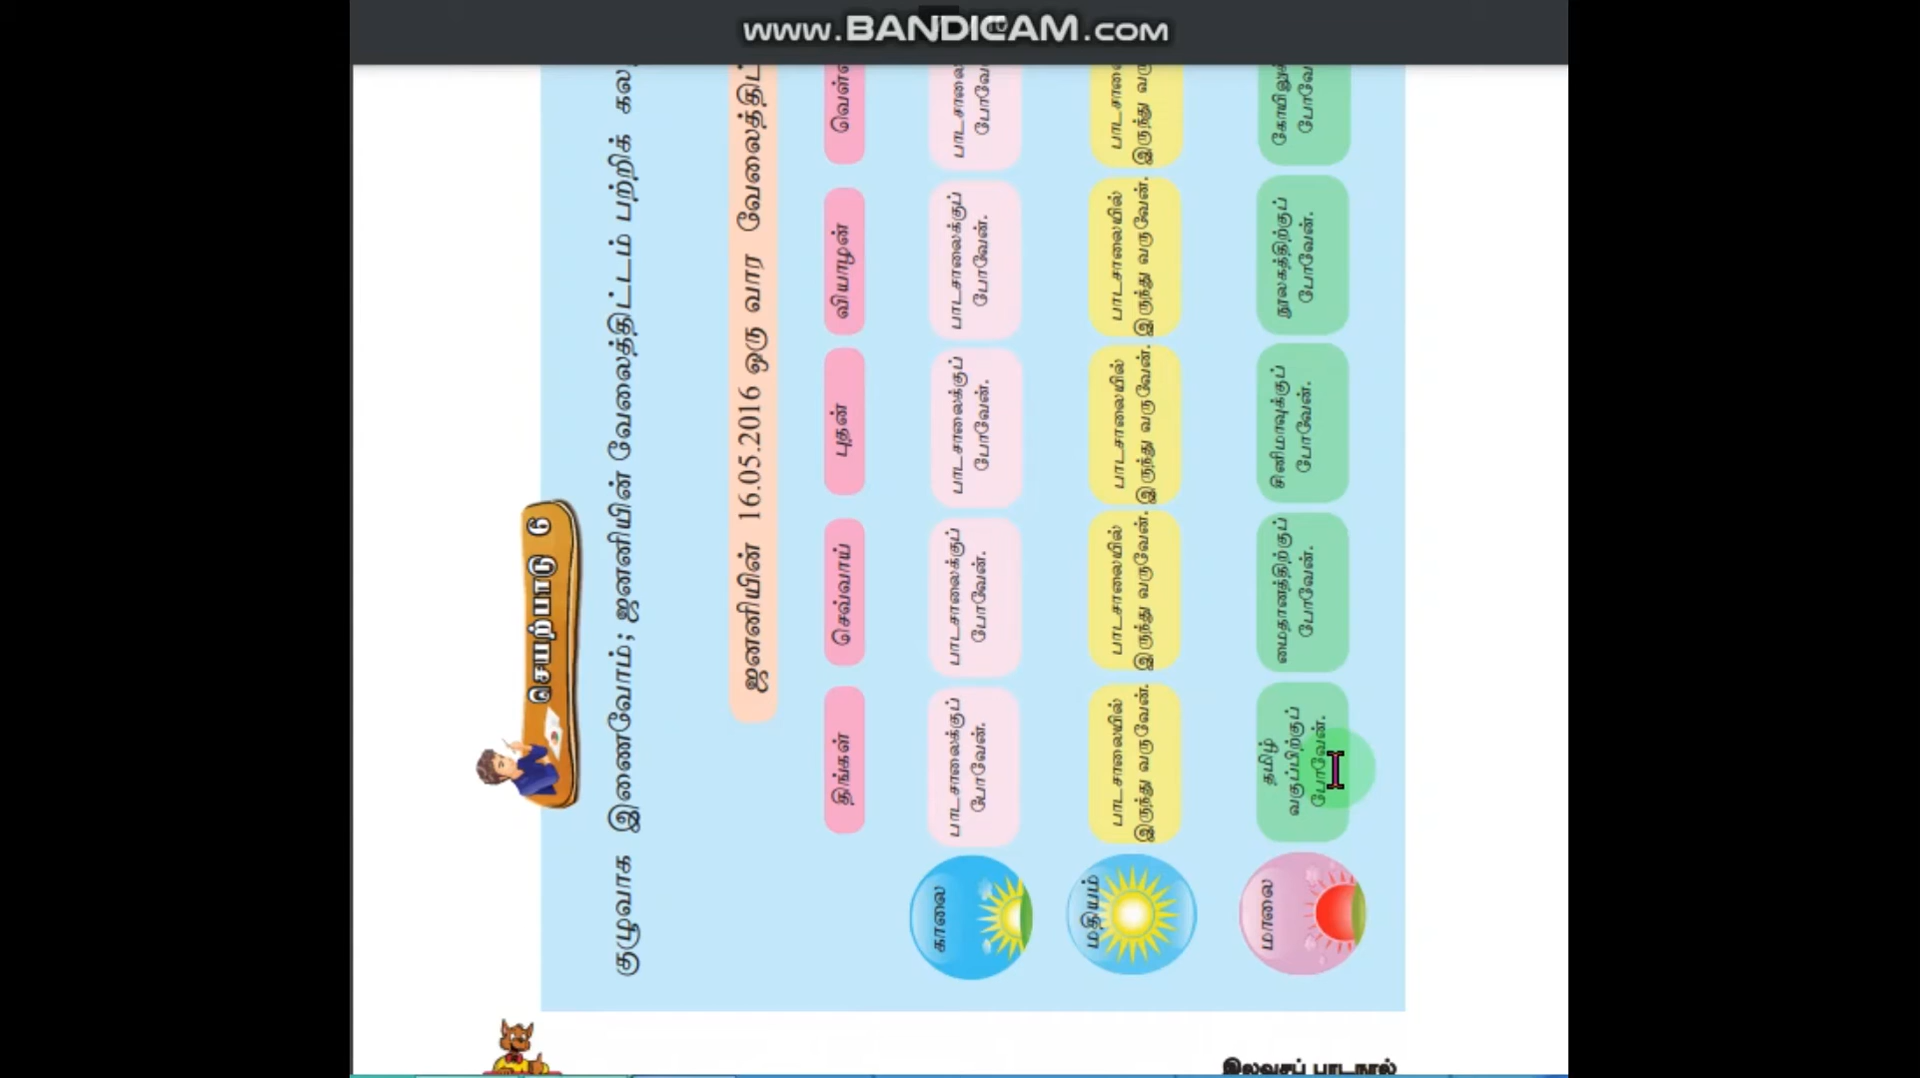 www.BANDICAM.com
செயற்பாடு 6
குழுவாக இணைவோம்; ஜனனியின் வேலைத்திட்டம் பற்றிக்
ஜனனியின் 16.05.2016 ஒரு வார
திங்கள் செவ்வாய் புதன் வியாழன்
காலை
பாடசாலைக்குப்
போவேன்.
பாடசாலைக்குப்
போவேன்.
பாடசாலைக்குப்
போவேன்.
பாடசாலைக்குப்
போவேன்.
மதியம்
பாடசாலையில்
இருந்து வருவேன்.
பாடசாலையில்
இருந்து வருவேன்.
பாடசாலையில்
இருந்து வருவேன்.
பாடசாலையில்
இருந்து வருவேன்.
இருந்து
மாலை
தமிழ்
வகுப்பிற்குப்
போவேன்.
மைதானத்திற்குப்
போவேன்.
சினிமாவுக்குப்
போவேன்.
நூலகத்திற்குப்
போவேன்.
இலவசப் பாடநூல்